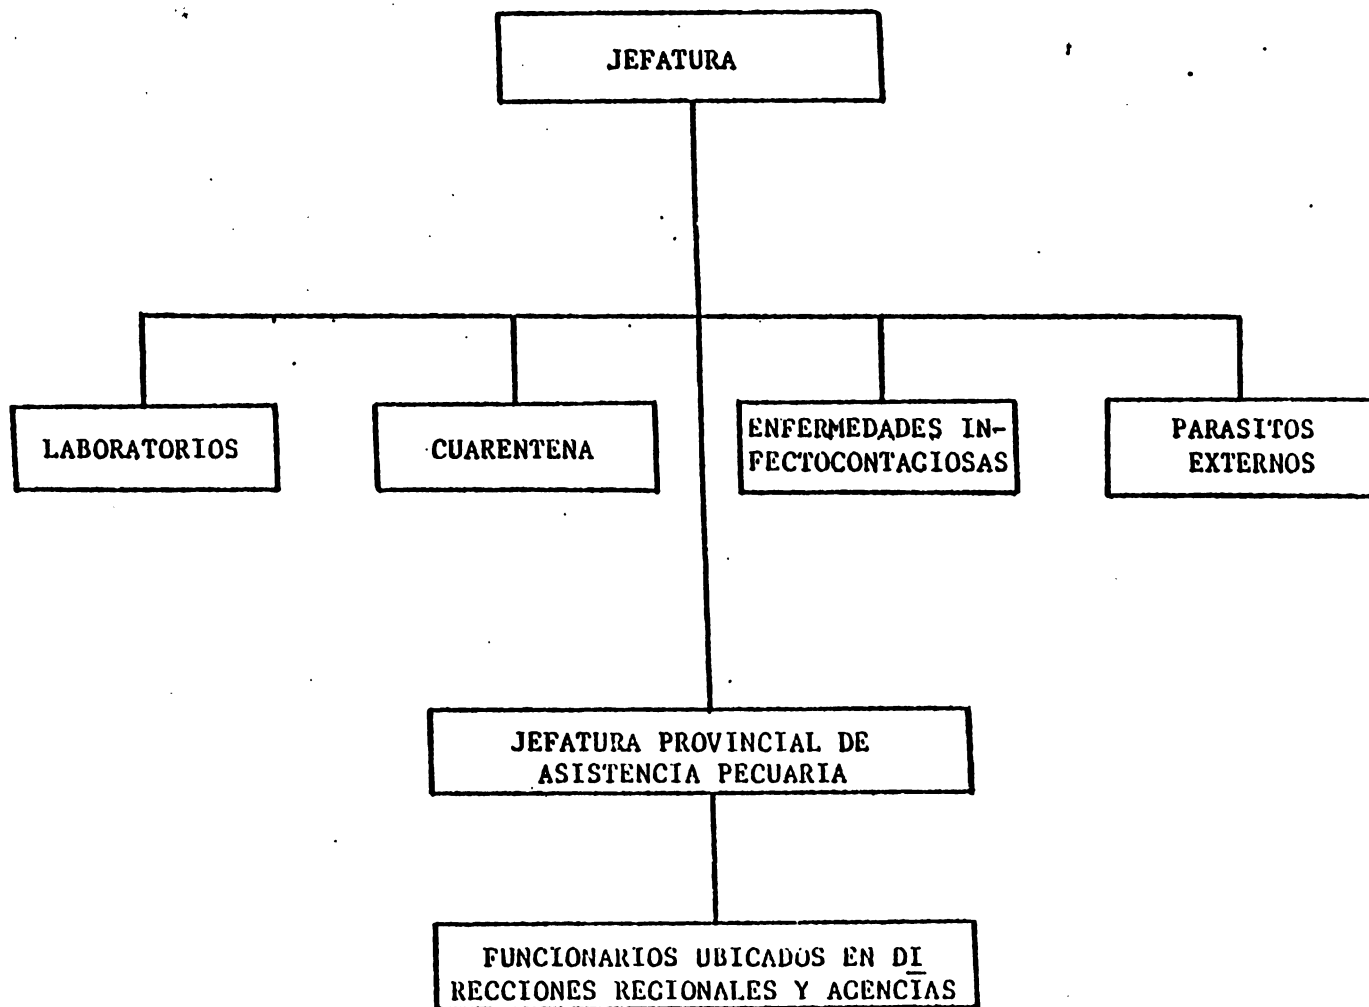 JEFATURA
LABORATORIOS
CUARENTENA
ENFERMEDADES IN-
FECTOCONTAGIOSAS
PARASITOS
EXTERNOS
JEFATURA PROVINCIAL DE
ASISTENCIA PECUARIA
FUNCIONARIOS UBICADOS EN DI
RECCIONES REGIONALES Y AGENCIAS